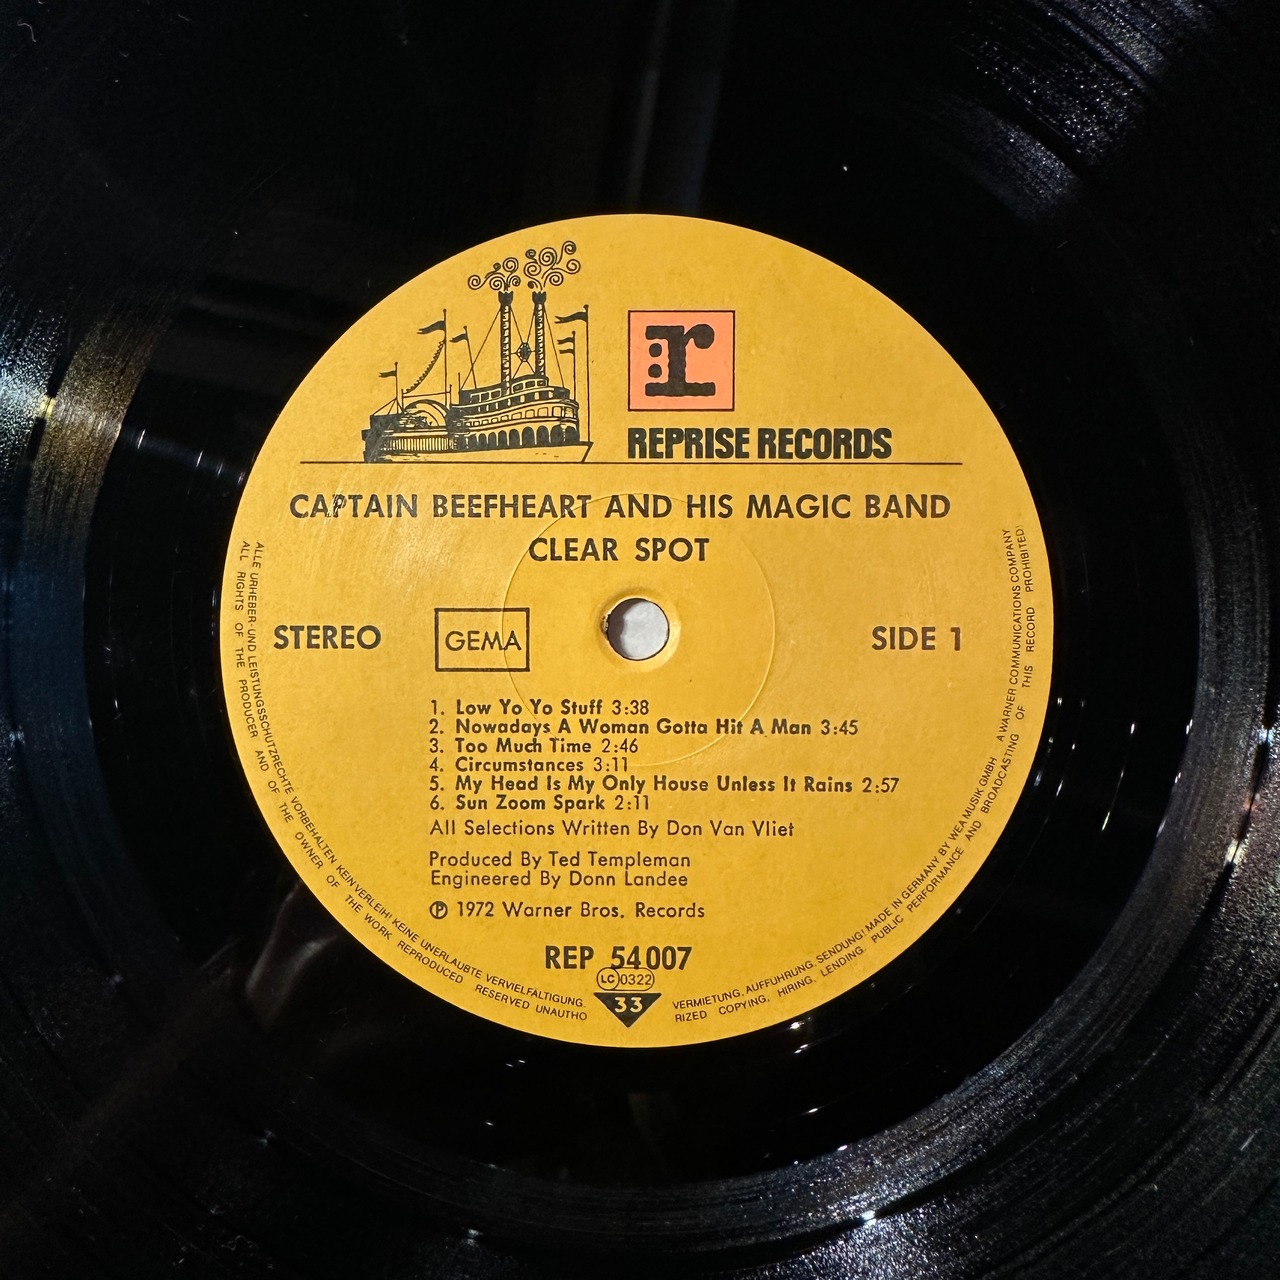 r
REPRISE RECORDS
CAPTAIN BEEFHEART AND HIS MAGIC BAND
CLEAR SPOT
STEREO
GEMA
SIDE 1
1. Low Yo Yo Stuff 3:38
2. Nowadays A Woman Gotta Hit A Man 3:45
3. Too Much Time 2:46
4. Circumstances 3:11
5. My Head Is My Only House Unless It Rains 2:57
6. Sun Zoom Spark 2:11
All Selections Written By Don Van Vliet
Produced By Ted Templeman
Engineered By Donn Landee
Ⓟ 1972 Warner Bros. Records
REP 54007
LC 0322
33
ALLE URHEBER- UND LEISTUNGSSCHUTZRECHTE VORBEHALTEN KEIN VERLEIH! KEINE UNERLAUBTE VERVIELFÄLTIGUNG. VERMIETUNG, AUFFÜHRUNG, SENDUNG! MADE IN GERMANY BY WEA MUSIK GMBH A WARNER COMMUNICATIONS COMPANY
ALL RIGHTS OF THE PRODUCER AND OF THE OWNER OF THE WORK REPRODUCED RESERVED UNAUTHO RIZED COPYING, HIRING, LENDING, PUBLIC PERFORMANCE AND BROADCASTING OF THIS RECORD PROHIBITED!